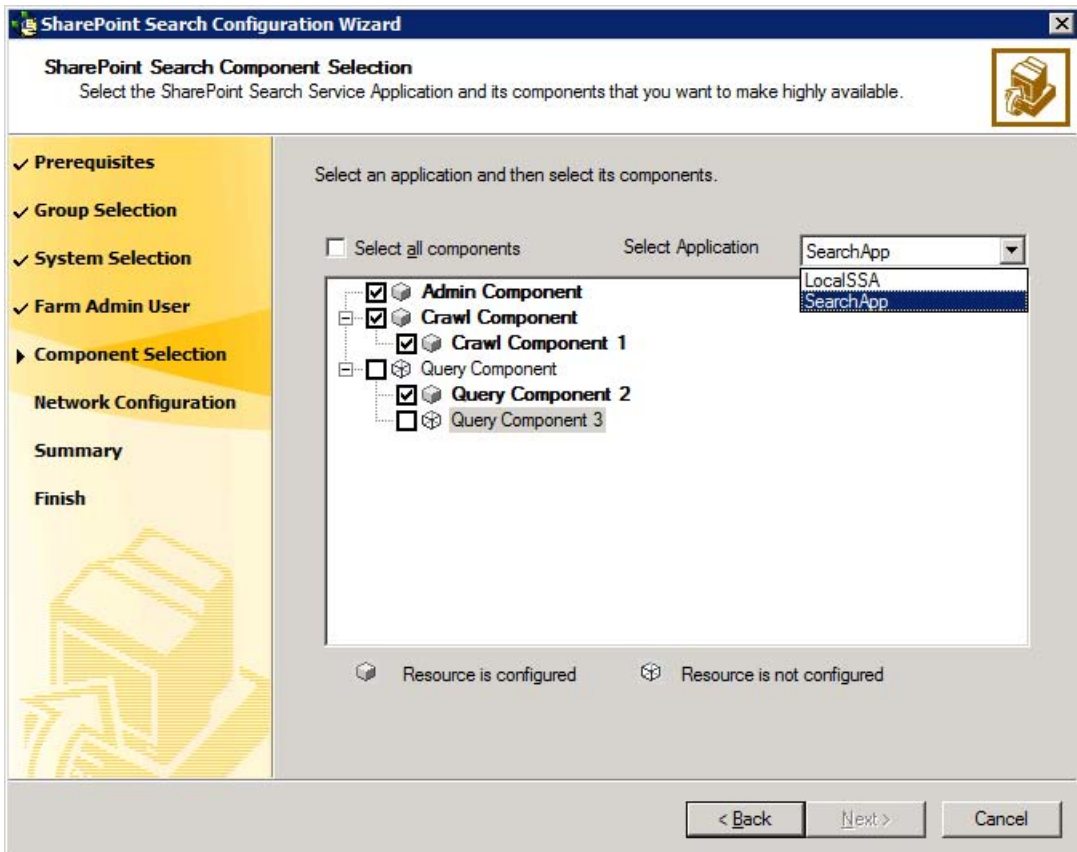 SharePoint Search Configuration Wizard
SharePoint Search Component Selection
Select the SharePoint Search Service Application and its components that you want to make highly available.
Prerequisites
Group Selection
System Selection
Farm Admin User
Component Selection
Network Configuration
Summary
Finish
Select an application and then select its components.
Select all components
Select Application
SearchApp
LocalSSA
SearchApp
Admin Component
Crawl Component
Crawl Component 1
Query Component
Query Component 2
Query Component 3
Resource is configured
Resource is not configured
< Back
Next >
Cancel